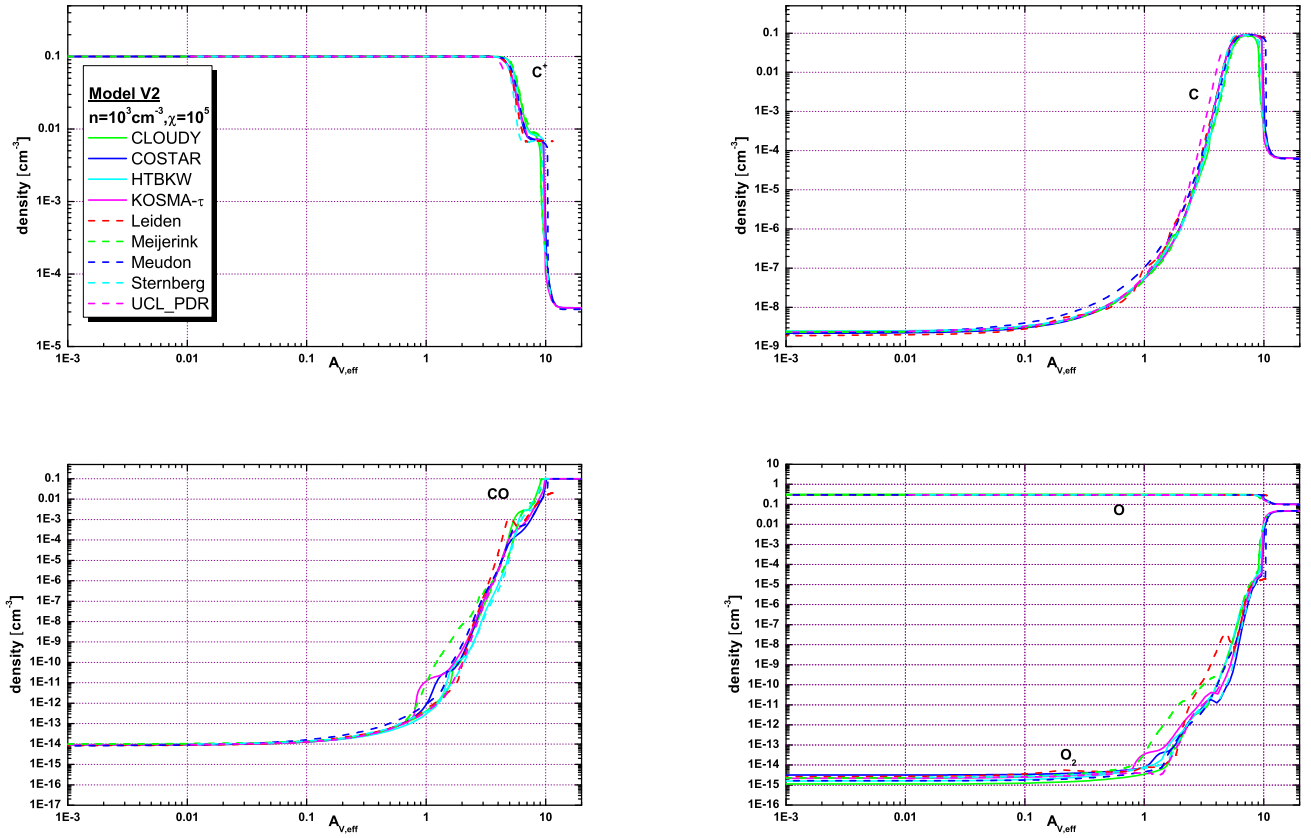 0.1
0.01
1E-3
1E-4
1E-5
density [cm⁻³]
C⁺
Model V2
n=10³cm⁻³,χ=10⁵
CLOUDY
COSTAR
HTBKW
KOSMA-τ
Leiden
Meijerink
Meudon
Sternberg
UCL_PDR
1E-3 0.01 0.1 1 10
A_V,eff
0.1
0.01
1E-3
1E-4
1E-5
1E-6
1E-7
1E-8
1E-9
density [cm⁻³]
C
1E-3 0.01 0.1 1 10
A_V,eff
0.1
0.01
1E-3
1E-4
1E-5
1E-6
1E-7
1E-8
1E-9
1E-10
1E-11
1E-12
1E-13
1E-14
1E-15
1E-16
1E-17
density [cm⁻³]
CO
1E-3 0.01 0.1 1 10
A_V,eff
10
1
0.1
0.01
1E-3
1E-4
1E-5
1E-6
1E-7
1E-8
1E-9
1E-10
1E-11
1E-12
1E-13
1E-14
1E-15
1E-16
density [cm⁻³]
O
O₂
1E-3 0.01 0.1 1 10
A_V,eff